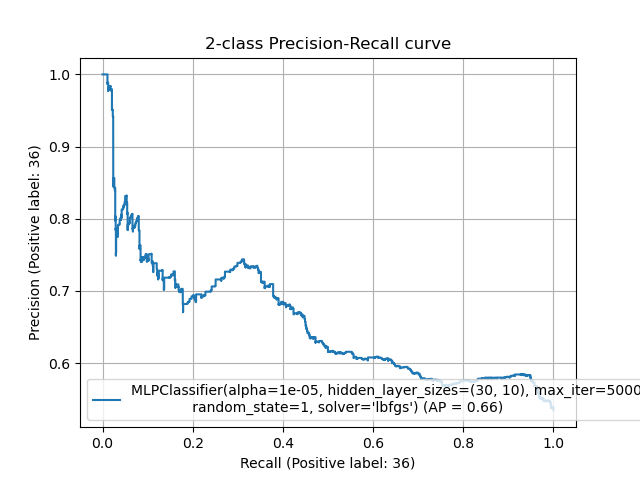 2-class Precision-Recall curve
1.0
0.9
0.8
0.7
0.6
Precision (Positive label: 36)
MLPClassifier(alpha=1e-05, hidden_layer_sizes=(30, 10), max_iter=5000
random_state=1, solver='lbfgs') (AP = 0.66)
0.0 0.2 0.4 0.6 0.8 1.0
Recall (Positive label: 36)